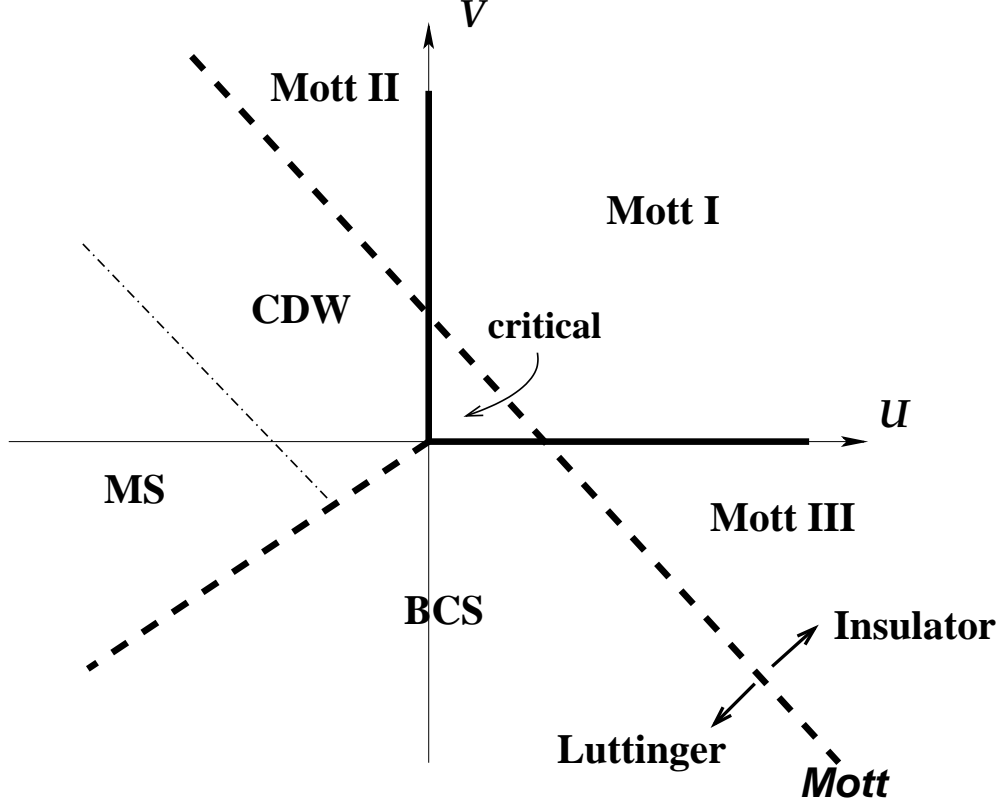 v
Mott II
Mott I
CDW
critical
u
MS
Mott III
BCS
Insulator
Luttinger
Mott